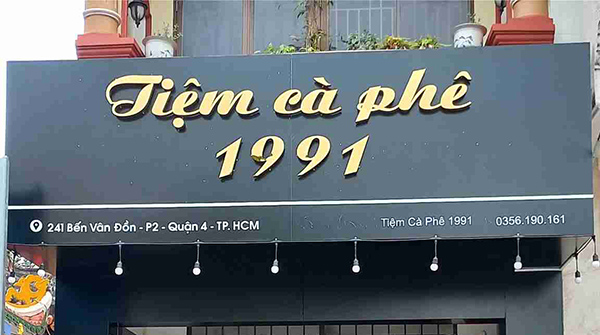 Tiệm cà phê
1991
241 Bến Vân Đồn - P2 - Quận 4 - TP. HCM
Tiệm Cà Phê 1991
0356.190.161